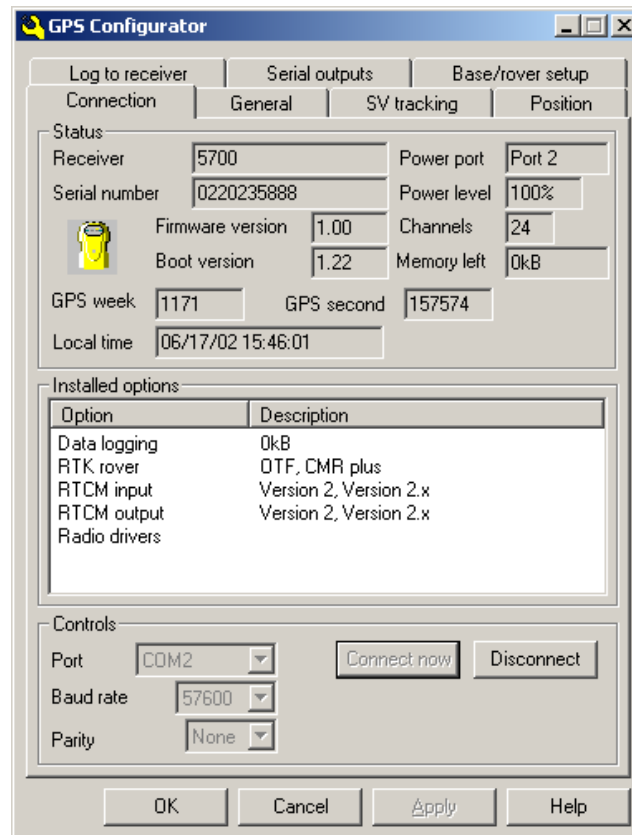 GPS Configurator
Log to receiver Serial outputs Base/rover setup
Connection General SV tracking Position
Status
Receiver 5700 Power port Port 2
Serial number 0220235888 Power level 100%
Firmware version 1.00 Channels 24
Boot version 1.22 Memory left 0kB
GPS week 1171 GPS second 157574
Local time 06/17/02 15:46:01
Installed options
Option Description
Data logging 0kB
RTK rover OTF, CMR plus
RTCM input Version 2, Version 2.x
RTCM output Version 2, Version 2.x
Radio drivers
Controls
Port COM2 Connect now Disconnect
Baud rate 57600
Parity None
OK Cancel Apply Help